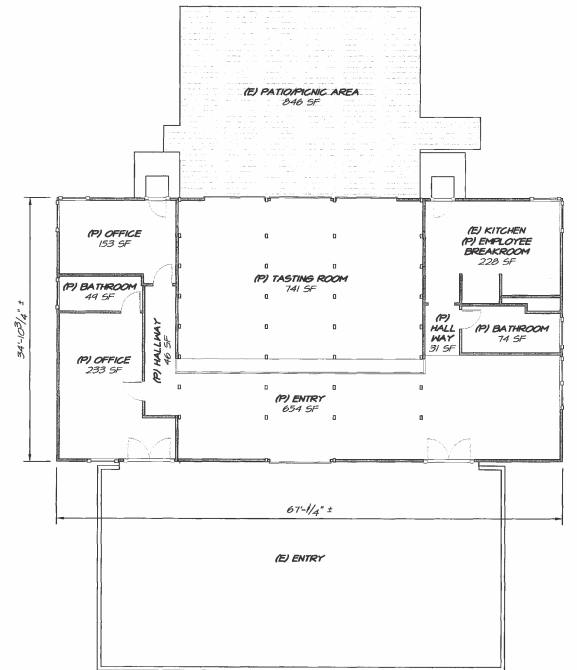 (E) PATIO/PICNIC AREA
846 SF
(P) OFFICE
153 SF
(E) KITCHEN
(P) EMPLOYEE
BREAKROOM
228 SF
(P) TASTING ROOM
741 SF
(P) BATHROOM
49 SF
(P) HALLWAY
46 SF
(P)
HALL
WAY
31 SF
(P) BATHROOM
74 SF
34'-10 3/4" ±
(P) OFFICE
233 SF
(P) ENTRY
654 SF
67'-1/4" ±
(E) ENTRY